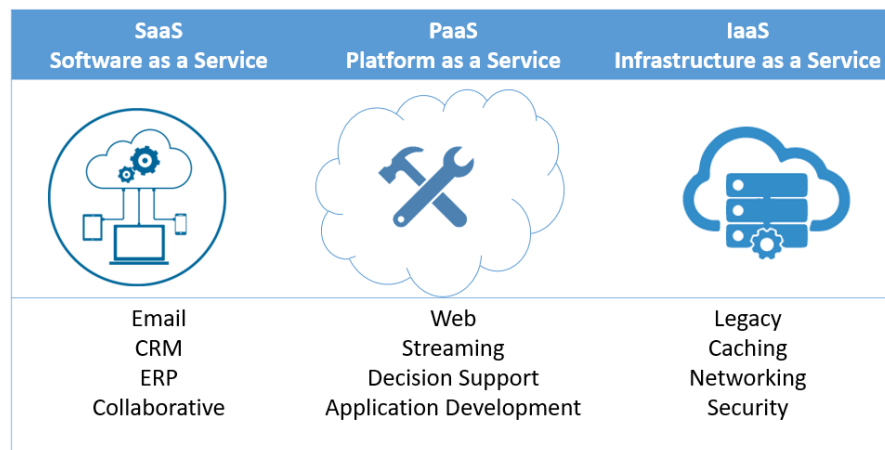 SaaS
Software as a Service
PaaS
Platform as a Service
IaaS
Infrastructure as a Service
Email
CRM
ERP
Collaborative
Web
Streaming
Decision Support
Application Development
Legacy
Caching
Networking
Security